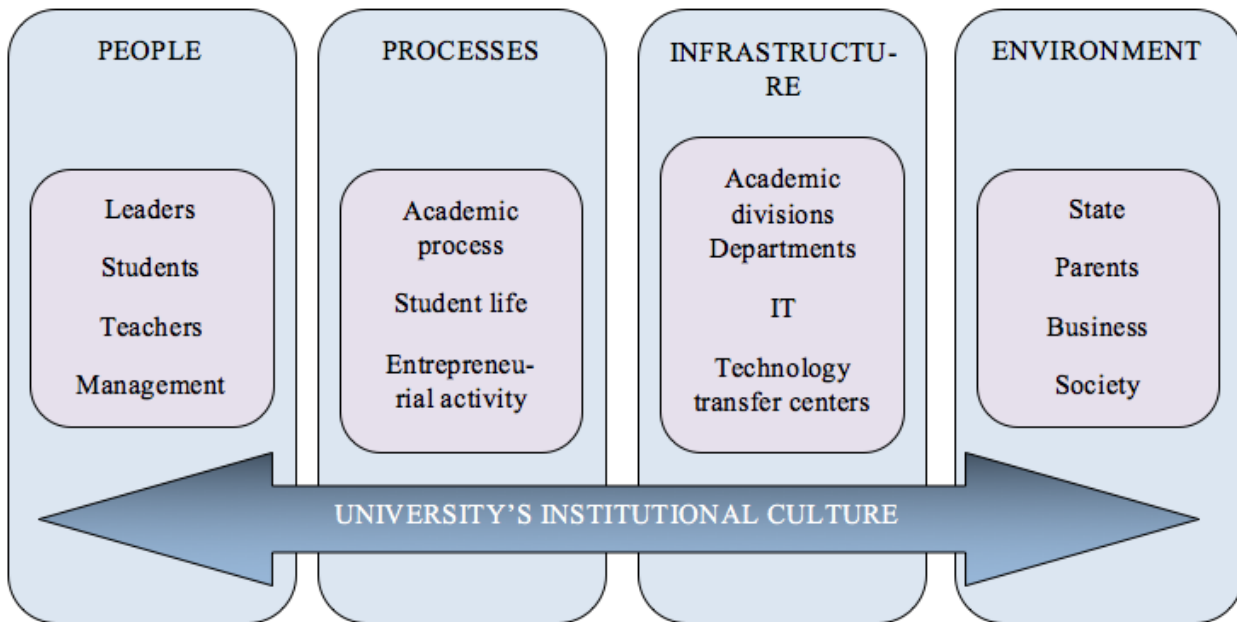 PEOPLE
Leaders
Students
Teachers
Management
PROCESSES
Academic
process
Student life
Entrepreneu-
rial activity
INFRASTRUCTU-
RE
Academic
divisions
Departments
IT
Technology
transfer centers
ENVIRONMENT
State
Parents
Business
Society
UNIVERSITY’S INSTITUTIONAL CULTURE